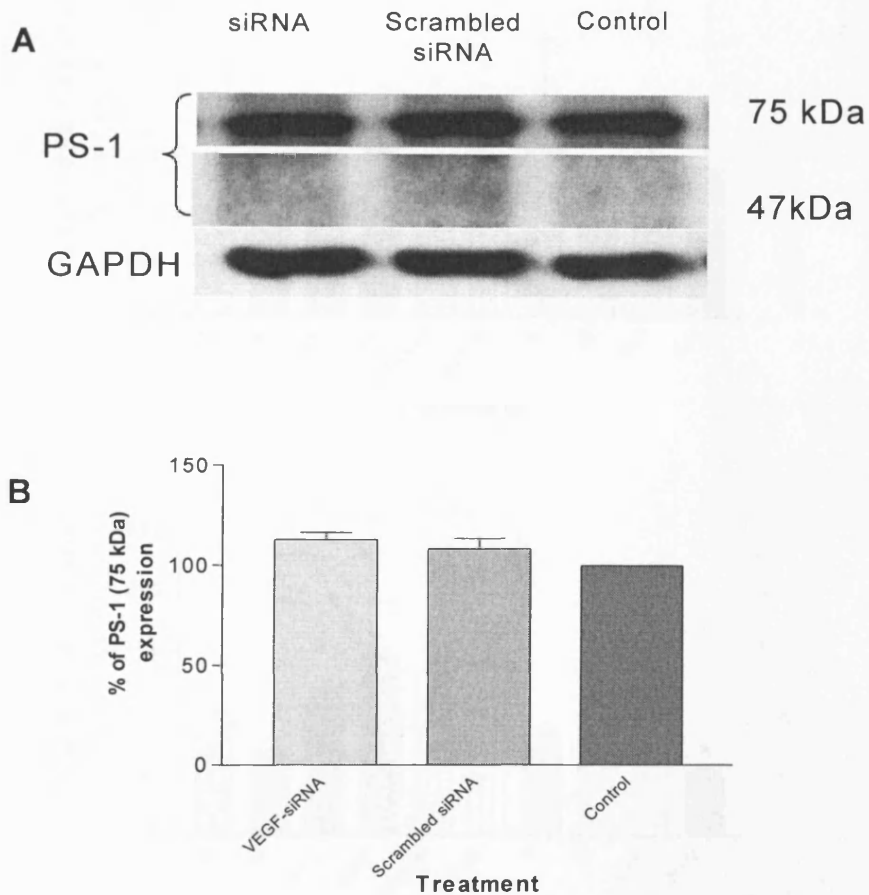 A
siRNA
Scrambled
siRNA
Control
PS-1
75 kDa
47kDa
GAPDH
B
% of PS-1 (75 kDa)
expression
150
100
50
0
VEGF-siRNA
Scrambled siRNA
Control
Treatment